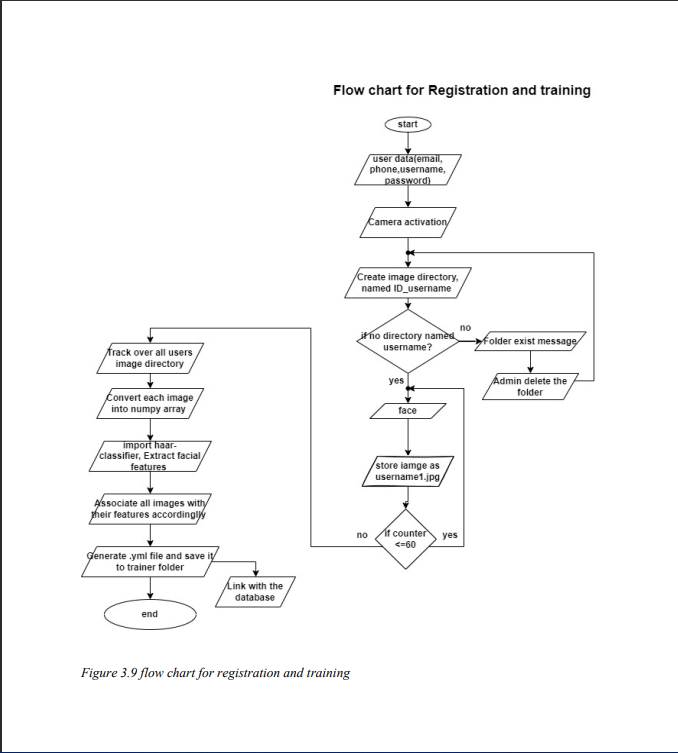 Flow chart for Registration and training
start
user data(email,
phone,username,
password)
Camera activation
Create image directory,
named ID_username
if no directory named
username?
no
Folder exist message
Admin delete the
folder
yes
face
store iamge as
username1.jpg
if counter
<=60
yes
no
Track over all users
image directory
Convert each image
into numpy array
import haar-
classifier, Extract facial
features
Associate all images with
their features accordinglly
Generate .yml file and save it
to trainer folder
Link with the
database
end
Figure 3.9 flow chart for registration and training